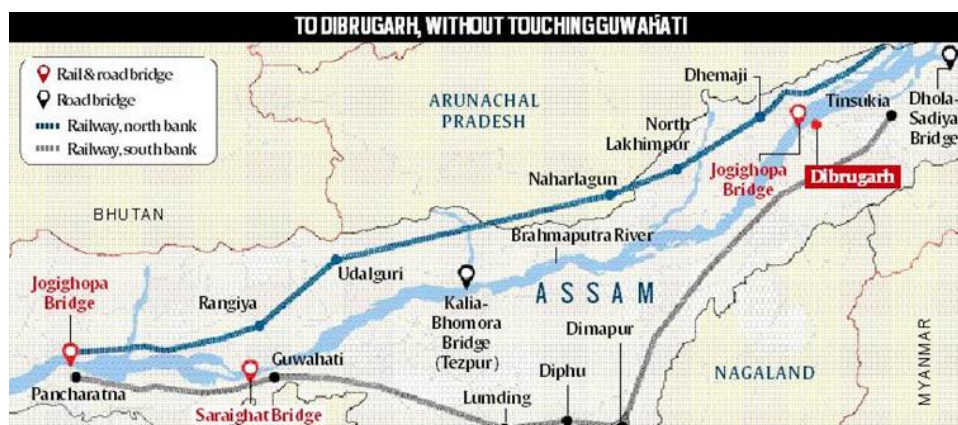 TO DIBRUGARH, WITHOUT TOUCHING GUWAHATI
Rail & road bridge
Road bridge
Railway, north bank
Railway, south bank
ARUNACHAL
PRADESH
Dhemaji
North
Lakhimpur
Tinsukia
Dhola-
Sadiya
Bridge
Jogighopa
Bridge
Dibrugarh
Naharlagun
BHUTAN
Brahmaputra River
Udalguri
Jogighopa
Bridge
Rangiya
Kalia-
Bhomora
Bridge
(Tezpur)
ASSAM
Dimapur
Guwahati
Diphu
NAGALAND
MYANMAR
Pancharatna
Lumding
Saraighat Bridge